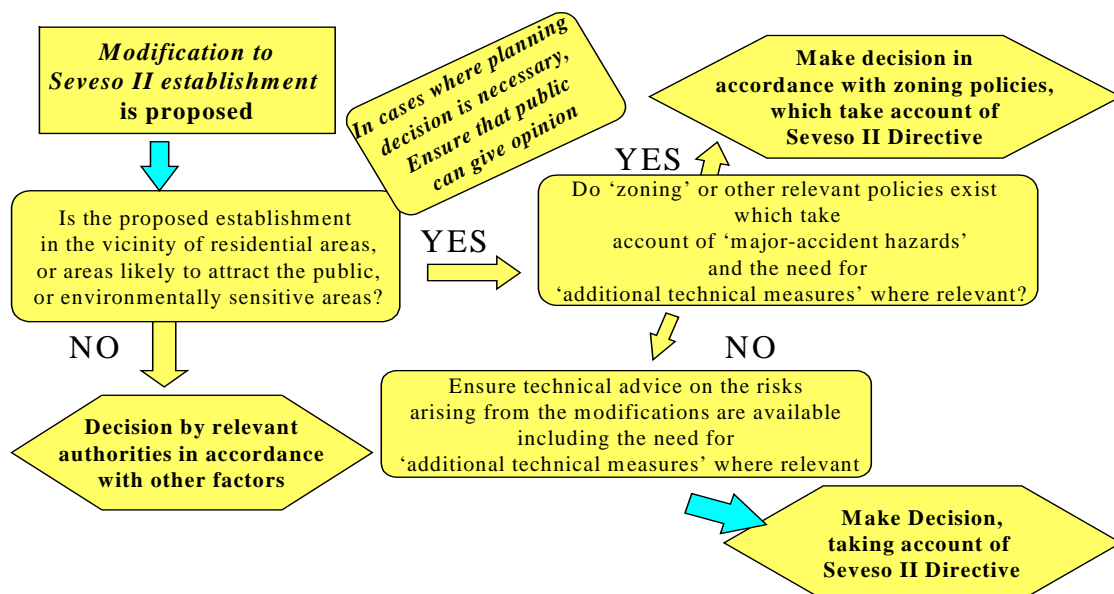 Modification to
Seveso II establishment
is proposed
In cases where planning
decision is necessary,
Ensure that public
can give opinion
Make decision in
accordance with zoning policies,
which take account of
Seveso II Directive
YES
Is the proposed establishment
in the vicinity of residential areas,
or areas likely to attract the public,
or environmentally sensitive areas?
YES
Do ‘zoning’ or other relevant policies exist
which take
account of ‘major-accident hazards’
and the need for
‘additional technical measures’ where relevant?
NO
NO
Ensure technical advice on the risks
arising from the modifications are available
including the need for
‘additional technical measures’ where relevant
Decision by relevant
authorities in accordance
with other factors
Make Decision,
taking account of
Seveso II Directive